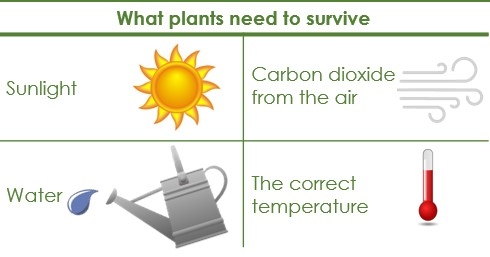 What plants need to survive
Sunlight
Carbon dioxide
from the air
Water
The correct
temperature